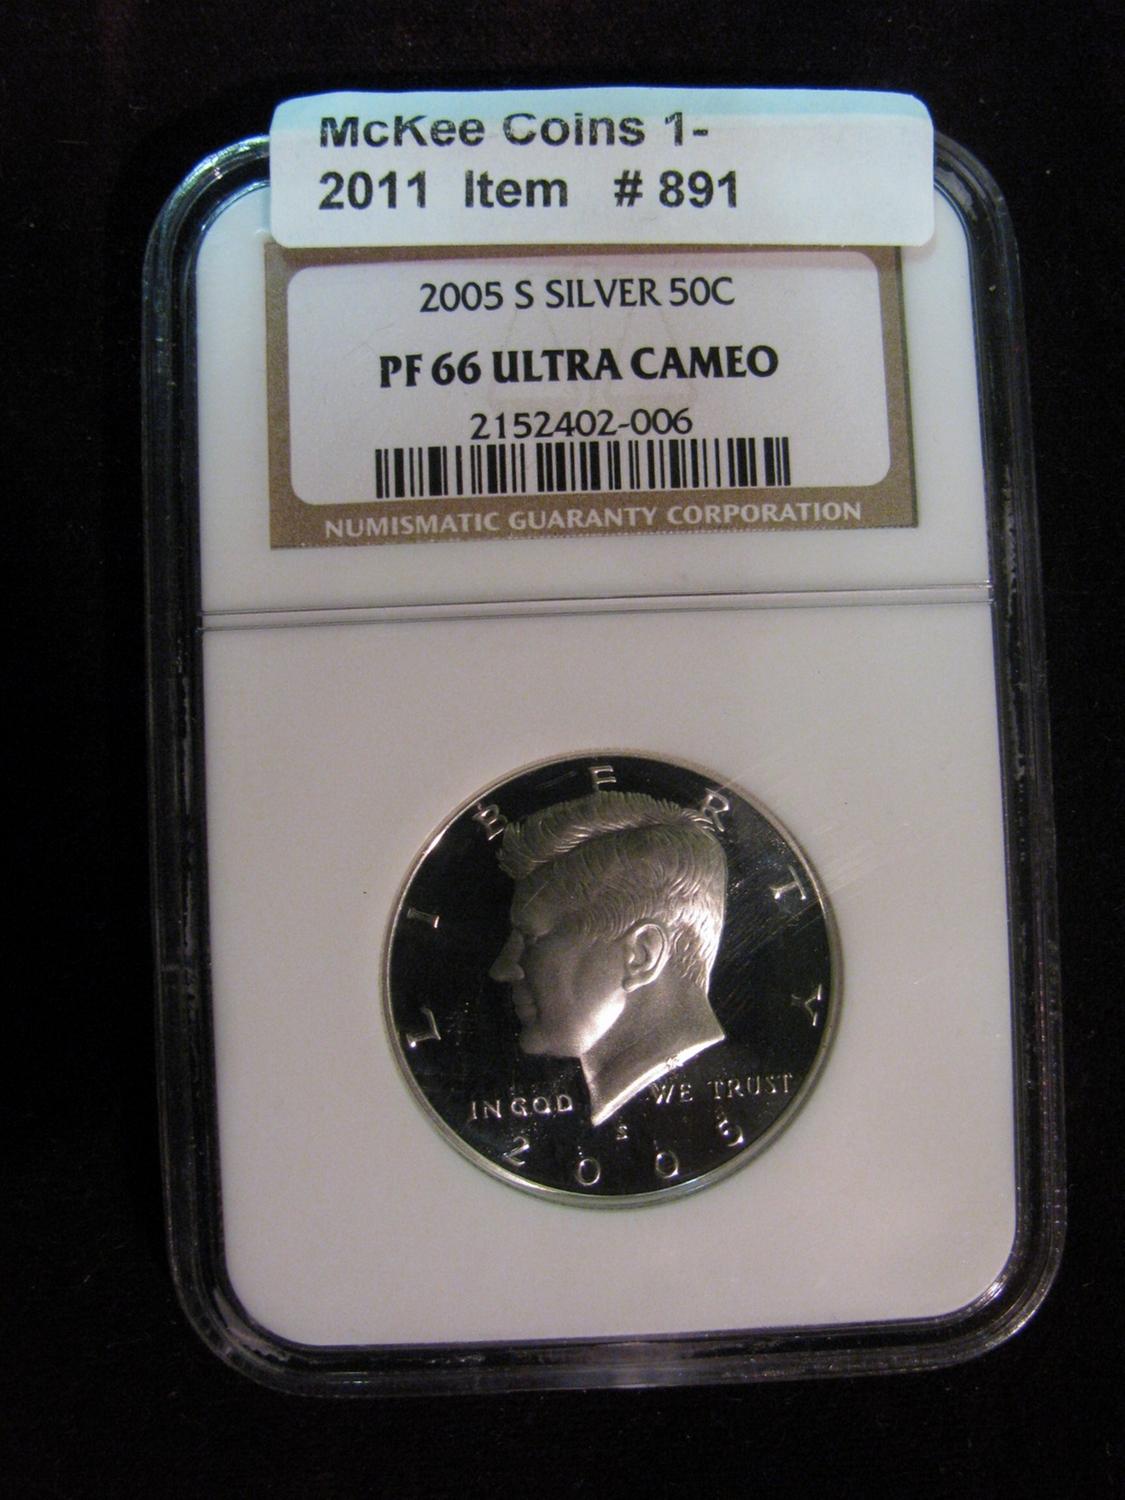 McKee Coins 1-
2011 Item # 891
2005 S SILVER 50C
PF 66 ULTRA CAMEO
2152402-006
NUMISMATIC GUARANTY CORPORATION
LIBERTY
IN GOD WE TRUST
S
2005